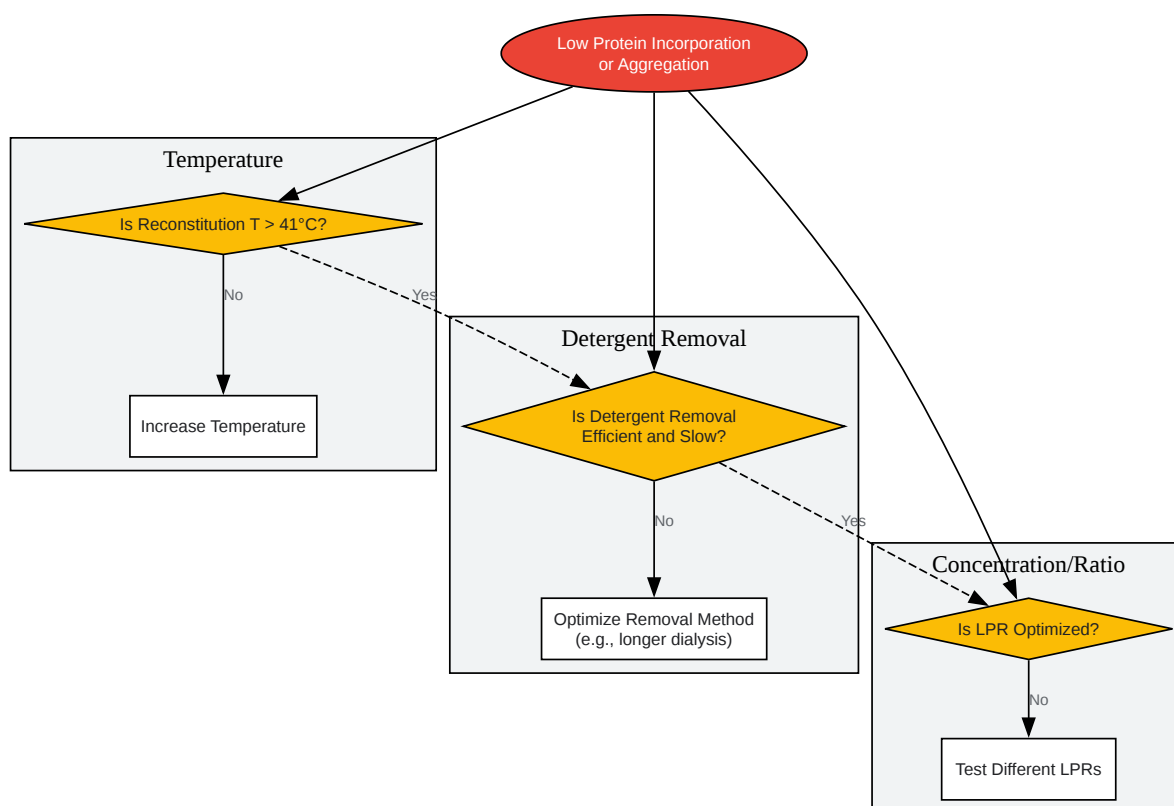 Low Protein Incorporation
or Aggregation
Temperature
Is Reconstitution T > 41°C?
No
Yes
Increase Temperature
Detergent Removal
Is Detergent Removal
Efficient and Slow?
No
Yes
Optimize Removal Method
(e.g., longer dialysis)
Concentration/Ratio
Is LPR Optimized?
No
Test Different LPRs